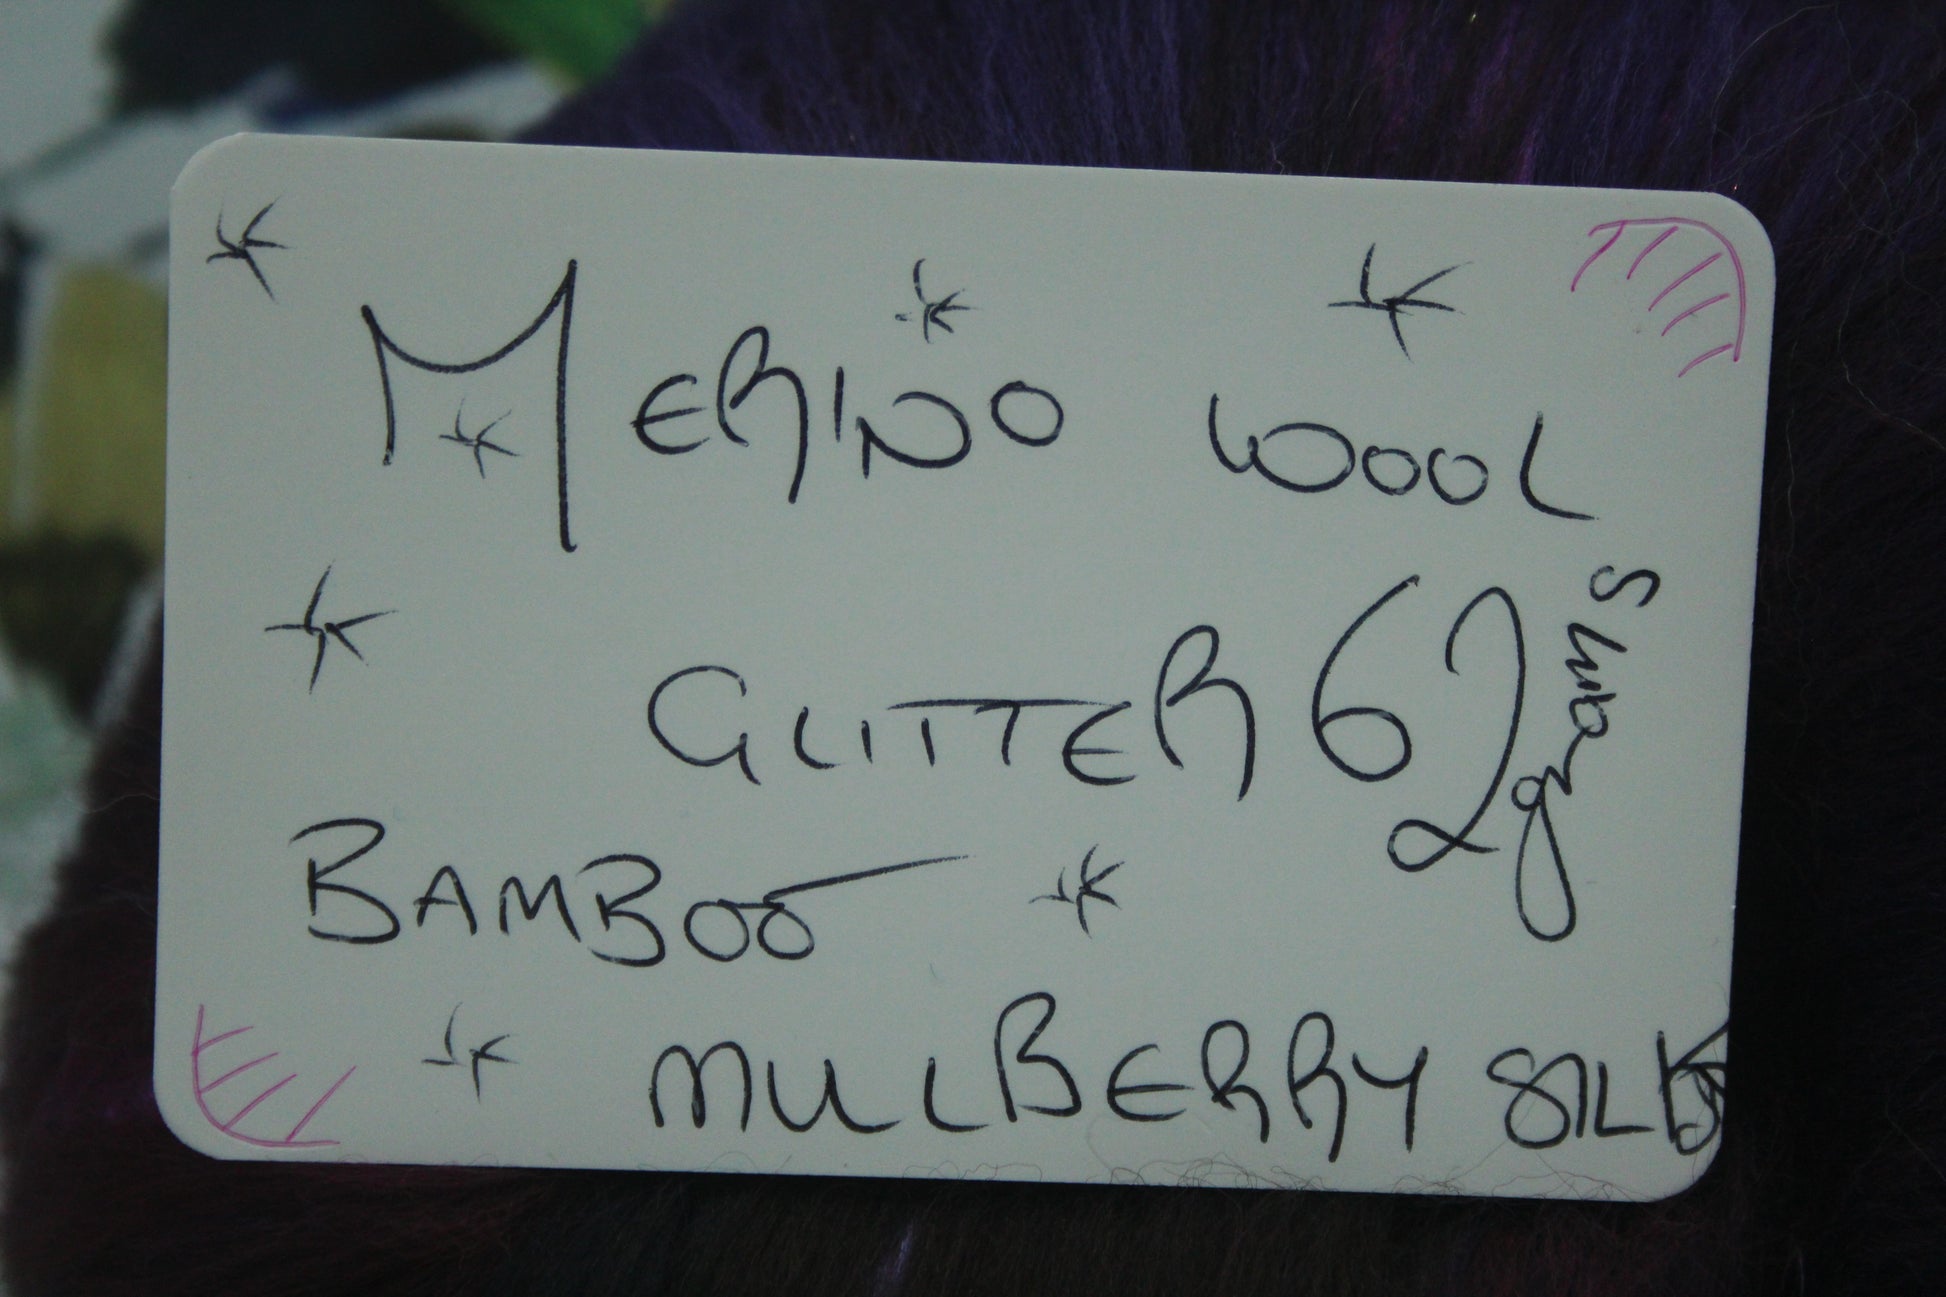 MERINO WOOL
GLITTER 62 grams
BAMBOO
MULBERRY SILK